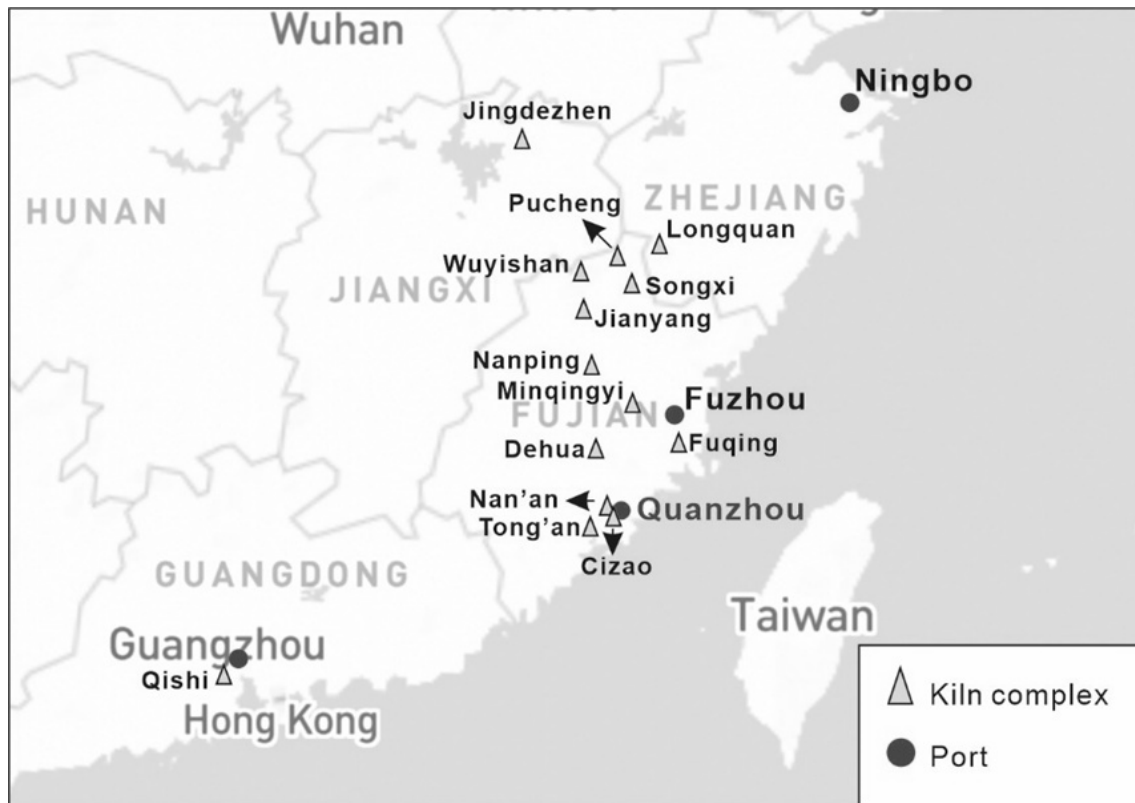 Wuhan
Ningbo
Jingdezhen
ZHEJIANG
HUNAN
Pucheng
Longquan
Wuyishan
Songxi
JIANGXI
Jianyang
Nanping
Minqingyi
FUJIAN
Fuzhou
Dehua
Fuqing
Nan'an
Quanzhou
Tong'an
Cizao
GUANGDONG
Taiwan
Guangzhou
Qishi
Hong Kong
Kiln complex
Port